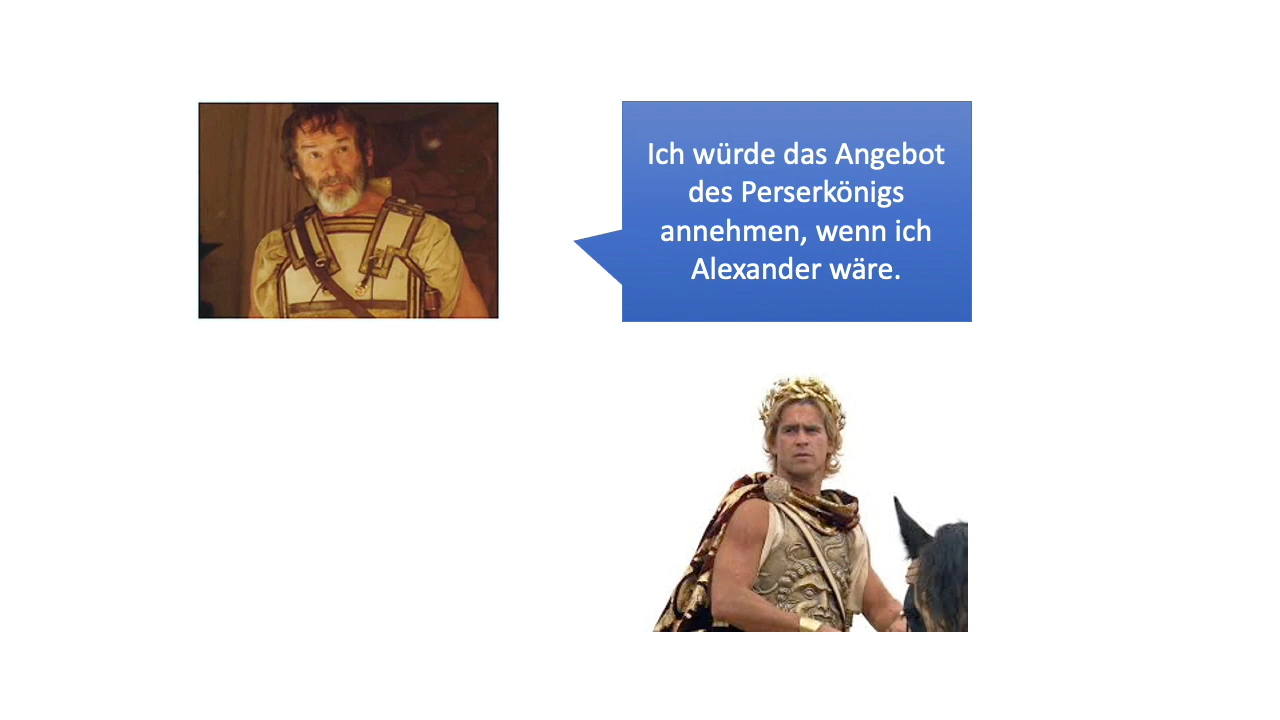 Ich würde das Angebot
des Perserkönigs
annehmen, wenn ich
Alexander wäre.